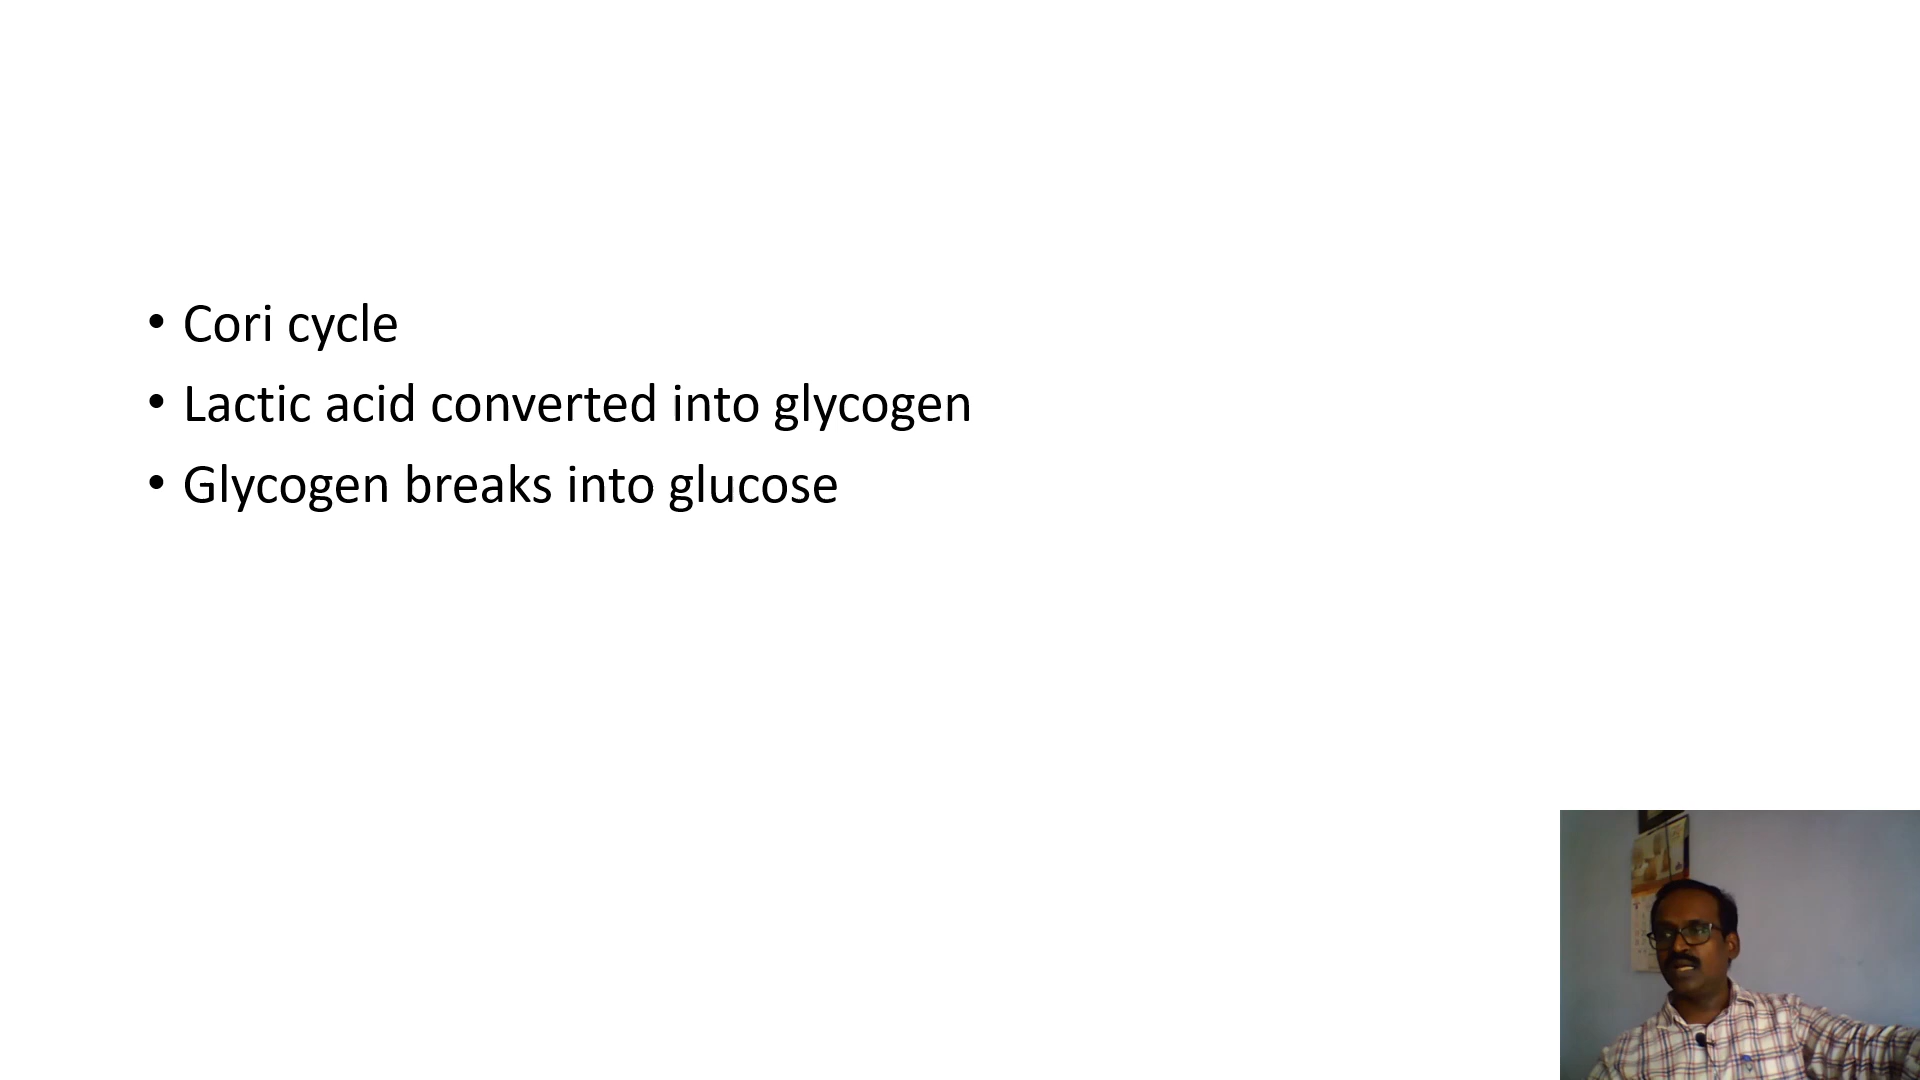 • Cori cycle
• Lactic acid converted into glycogen
• Glycogen breaks into glucose